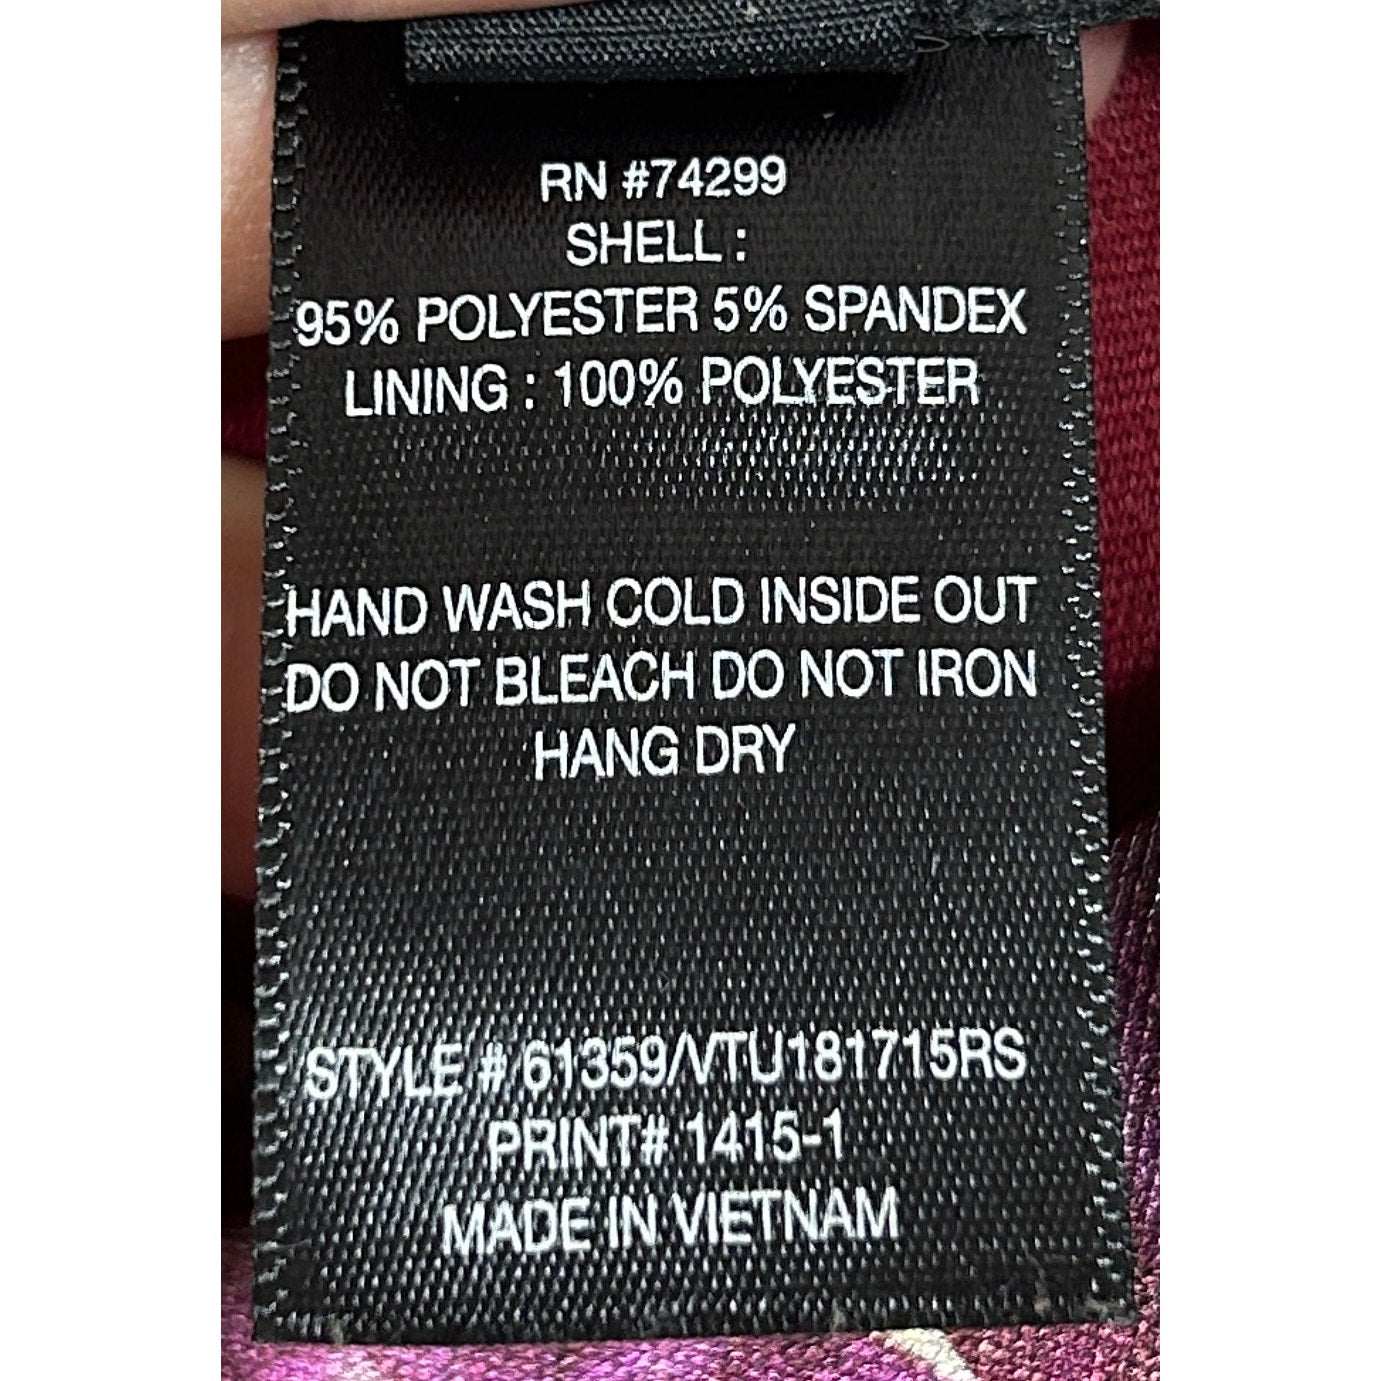 RN #74299
SHELL :
95% POLYESTER 5% SPANDEX
LINING : 100% POLYESTER
HAND WASH COLD INSIDE OUT
DO NOT BLEACH DO NOT IRON
HANG DRY
STYLE # 61359/VTU181715RS
PRINT# 1415-1
MADE IN VIETNAM